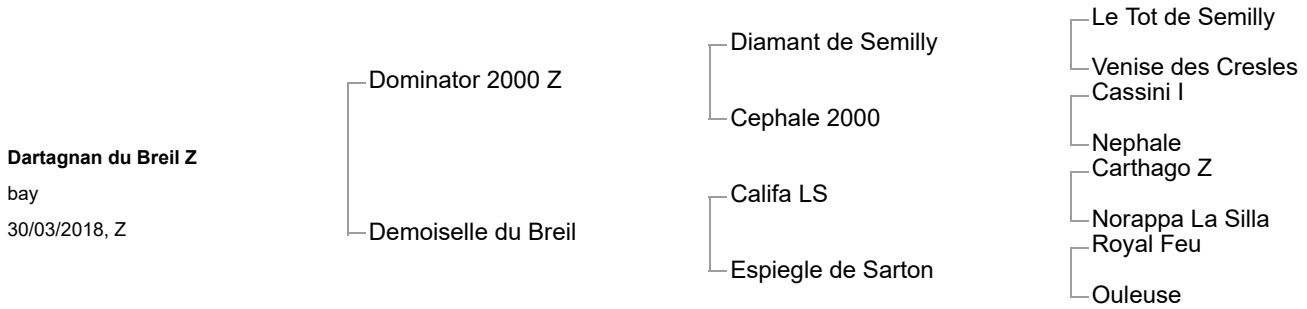 Dartagnan du Breil Z
bay
30/03/2018, Z
Dominator 2000 Z
Demoiselle du Breil
Diamant de Semilly
Cephale 2000
Califa LS
Espiegle de Sarton
Le Tot de Semilly
Venise des Cresles
Cassini I
Nephale
Carthago Z
Norappa La Silla
Royal Feu
Ouleuse